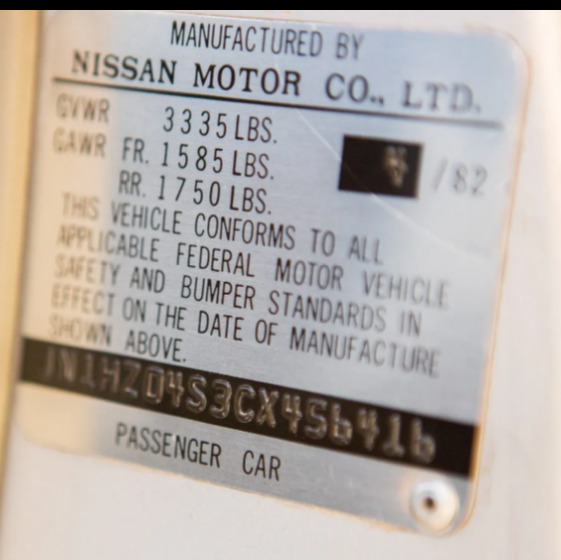 MANUFACTURED BY
NISSAN MOTOR CO., LTD.
GVWR 3335 LBS.
GAWR FR. 1585 LBS. 4 /82
RR. 1750 LBS.
THIS VEHICLE CONFORMS TO ALL
APPLICABLE FEDERAL MOTOR VEHICLE
SAFETY AND BUMPER STANDARDS IN
EFFECT ON THE DATE OF MANUFACTURE
SHOWN ABOVE.
JN1HZ04S3CX456416
PASSENGER CAR